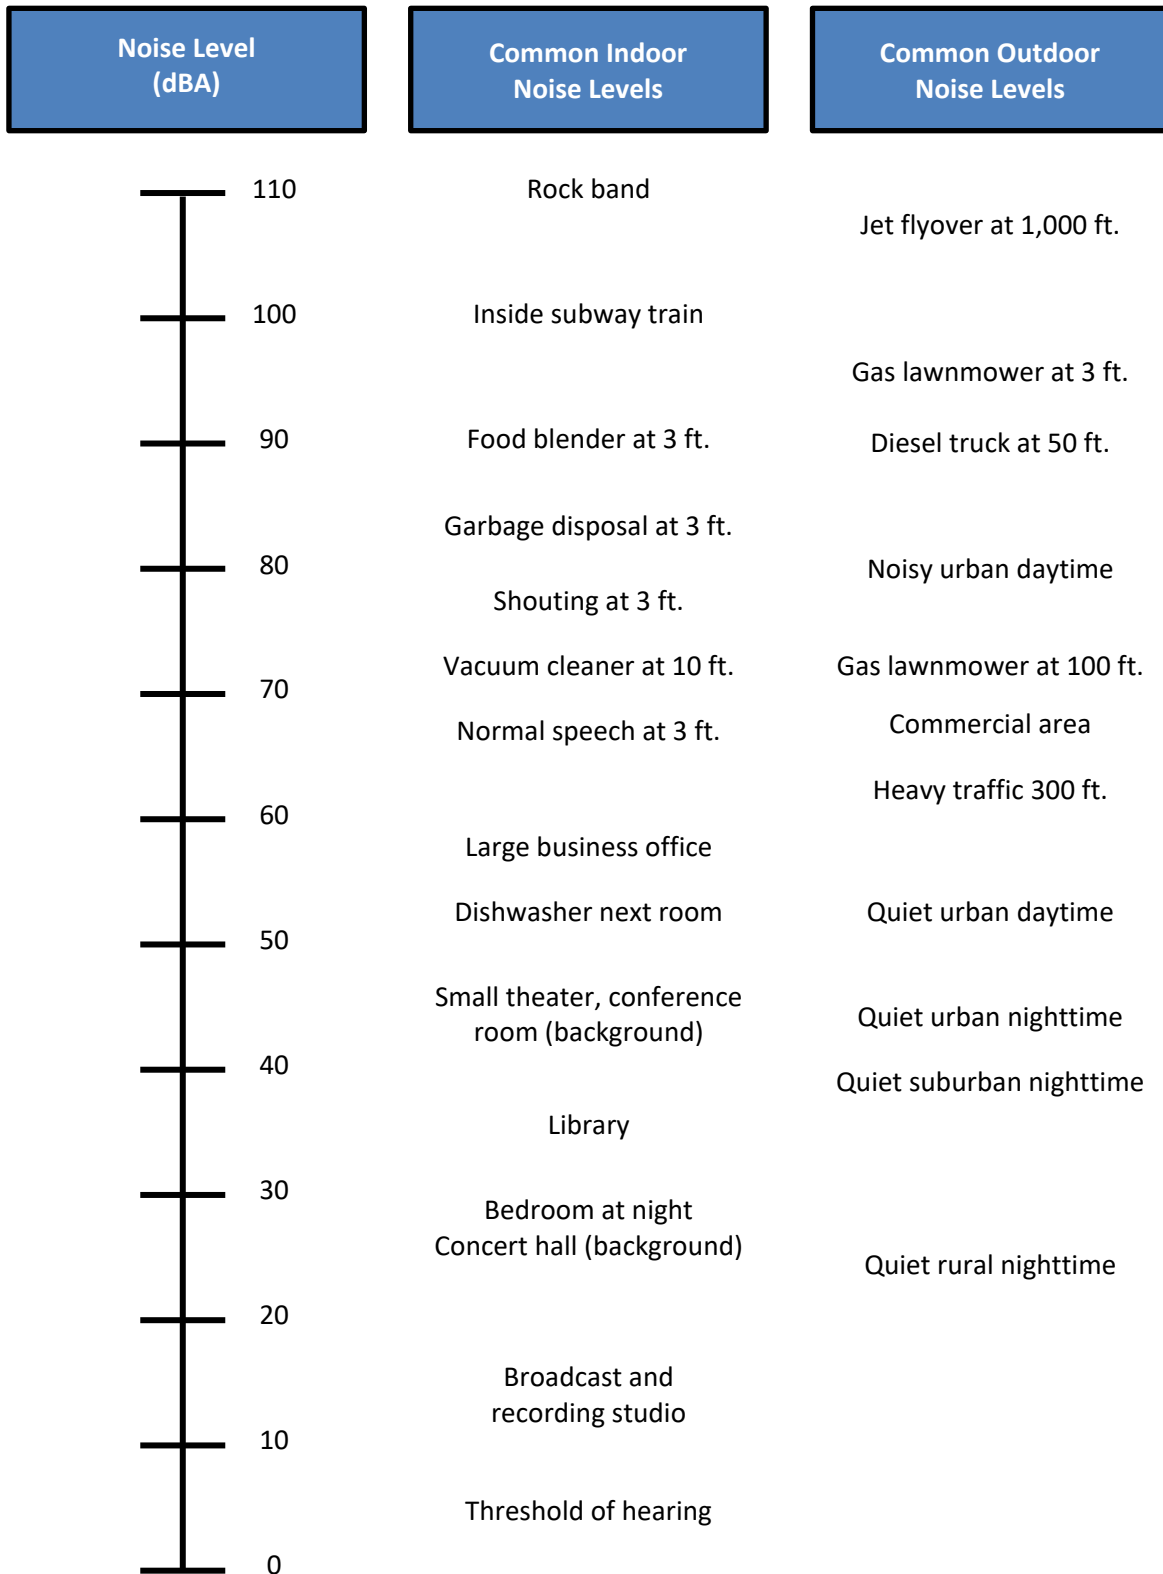 Noise Level
(dBA)
Common Indoor
Noise Levels
Common Outdoor
Noise Levels
110
Rock band
Jet flyover at 1,000 ft.
100
Inside subway train
Gas lawnmower at 3 ft.
90
Food blender at 3 ft.
Diesel truck at 50 ft.
Garbage disposal at 3 ft.
80
Noisy urban daytime
Shouting at 3 ft.
Vacuum cleaner at 10 ft.
Gas lawnmower at 100 ft.
70
Commercial area
Normal speech at 3 ft.
Heavy traffic 300 ft.
60
Large business office
Dishwasher next room
Quiet urban daytime
50
Small theater, conference
room (background)
Quiet urban nighttime
40
Quiet suburban nighttime
Library
30
Bedroom at night
Concert hall (background)
Quiet rural nighttime
20
Broadcast and
recording studio
10
Threshold of hearing
0